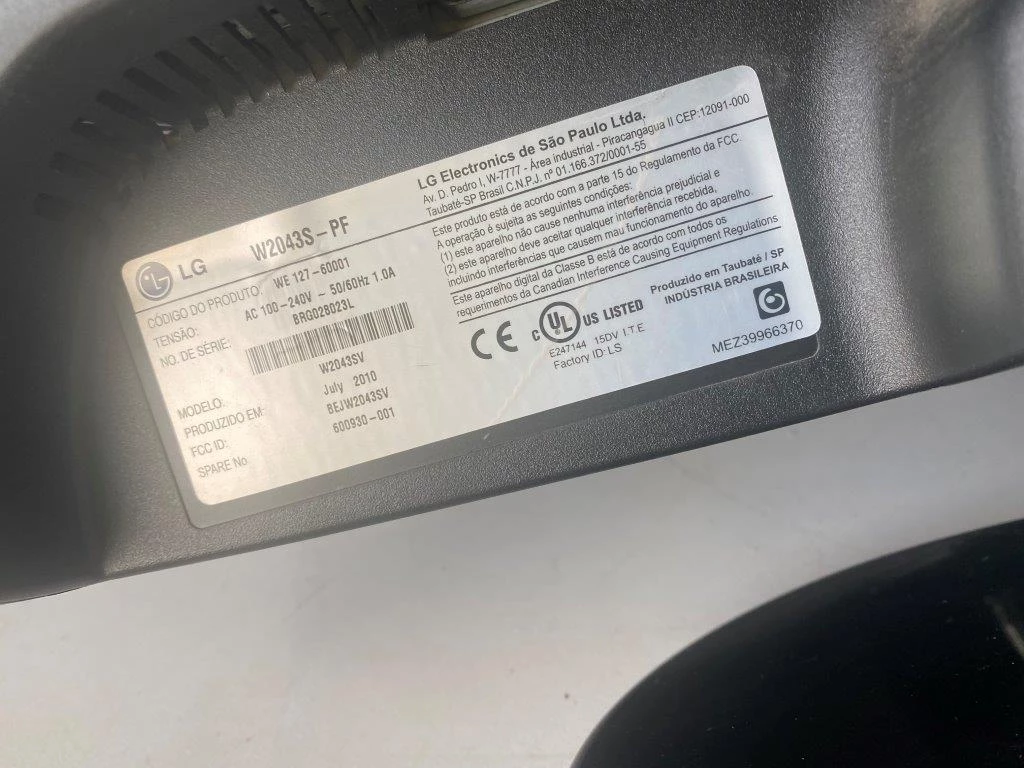 LG
W2043S-PF
CÓDIGO DO PRODUTO: WE 127-60001
TENSÃO: AC 100-240V ~ 50/60Hz 1.0A
NO. DE SÉRIE: BRG028023L
MODELO: W2043SV
PRODUZIDO EM: July 2010
FCC ID: BEJW2043SV
SPARE No 600930-001
LG Electronics de São Paulo Ltda.
Av. D. Pedro I, W-7777 - Área industrial - Piracangagua II CEP:12091-000
Taubaté-SP Brasil C.N.P.J. nº 01.166.372/0001-55
Este produto está de acordo com a parte 15 do Regulamento da FCC.
A operação é sujeita as seguintes condições:
(1) este aparelho não cause nenhuma interferência prejudicial e
(2) este aparelho deve aceitar qualquer interferência recebida,
incluindo interferências que causem mau funcionamento do aparelho.
Este aparelho digital da Classe B está de acordo com todos os
requerimentos da Canadian Interference Causing Equipment Regulations
CE c UL US LISTED
E247144 15DV I.T.E
Factory ID: LS
Produzido em Taubaté / SP
INDÚSTRIA BRASILEIRA
MEZ39966370